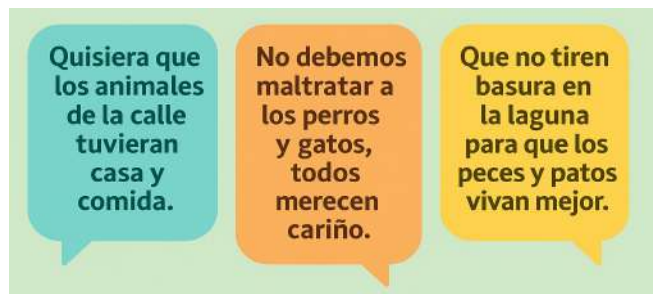 Quisiera que
los animales
de la calle
tuvieran
casa y
comida.
No debemos
maltratar a
los perros
y gatos,
todos
merecen
cariño.
Que no tiren
basura en
la laguna
para que los
peces y patos
vivan mejor.